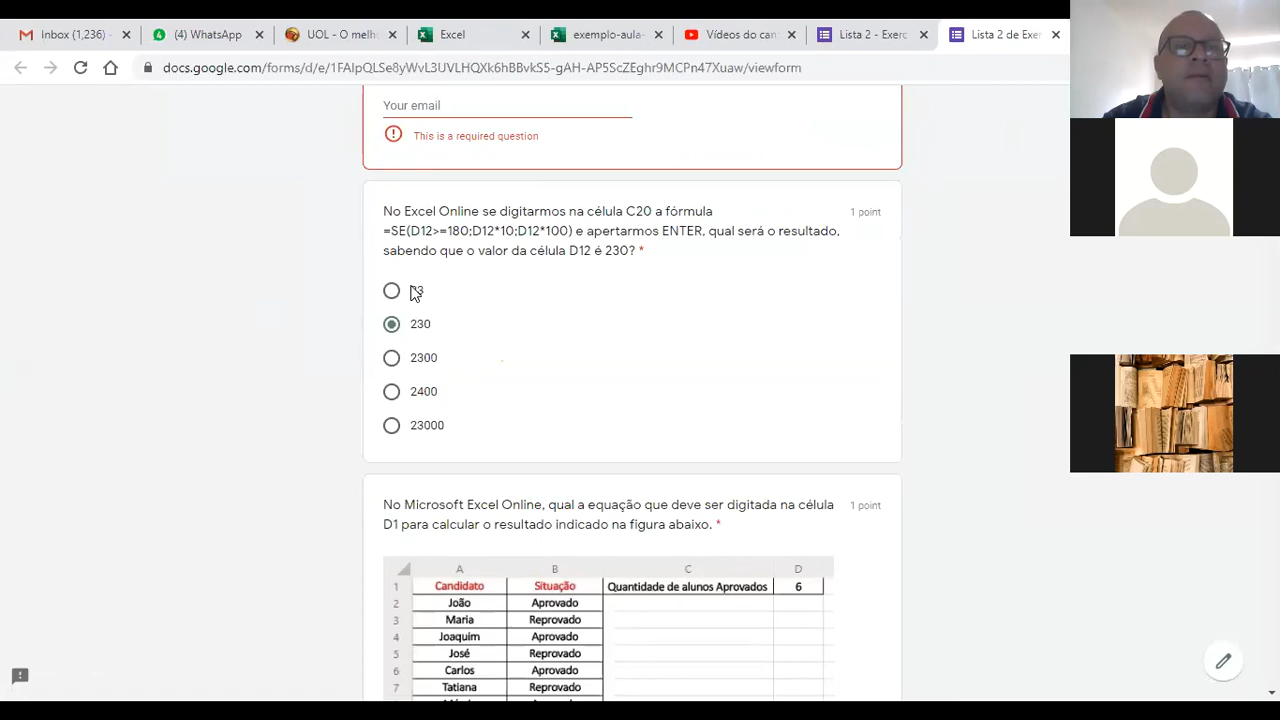 Inbox (1,236) -
(4) WhatsApp
UOL - O melh
Excel
exemplo-aula-
Vídeos do can
Lista 2 - Exerc
Lista 2 de Exer
docs.google.com/forms/d/e/1FAIpQLSe8yWvL3UVLHQXk6hBBvkS5-gAH-AP5ScZEghr9MCPn47Xuaw/viewform
Your email
This is a required question
No Excel Online se digitarmos na célula C20 a fórmula
1 point
=SE(D12>=180;D12*10;D12*100) e apertarmos ENTER, qual será o resultado,
sabendo que o valor da célula D12 é 230? *
230
2300
2400
23000
No Microsoft Excel Online, qual a equação que deve ser digitada na célula
1 point
D1 para calcular o resultado indicado na figura abaixo. *
A B C D
1 Candidato Situação Quantidade de alunos Aprovados 6
2 João Aprovado
3 Maria Reprovado
4 Joaquim Aprovado
5 José Reprovado
6 Carlos Aprovado
7 Tatiana Reprovado